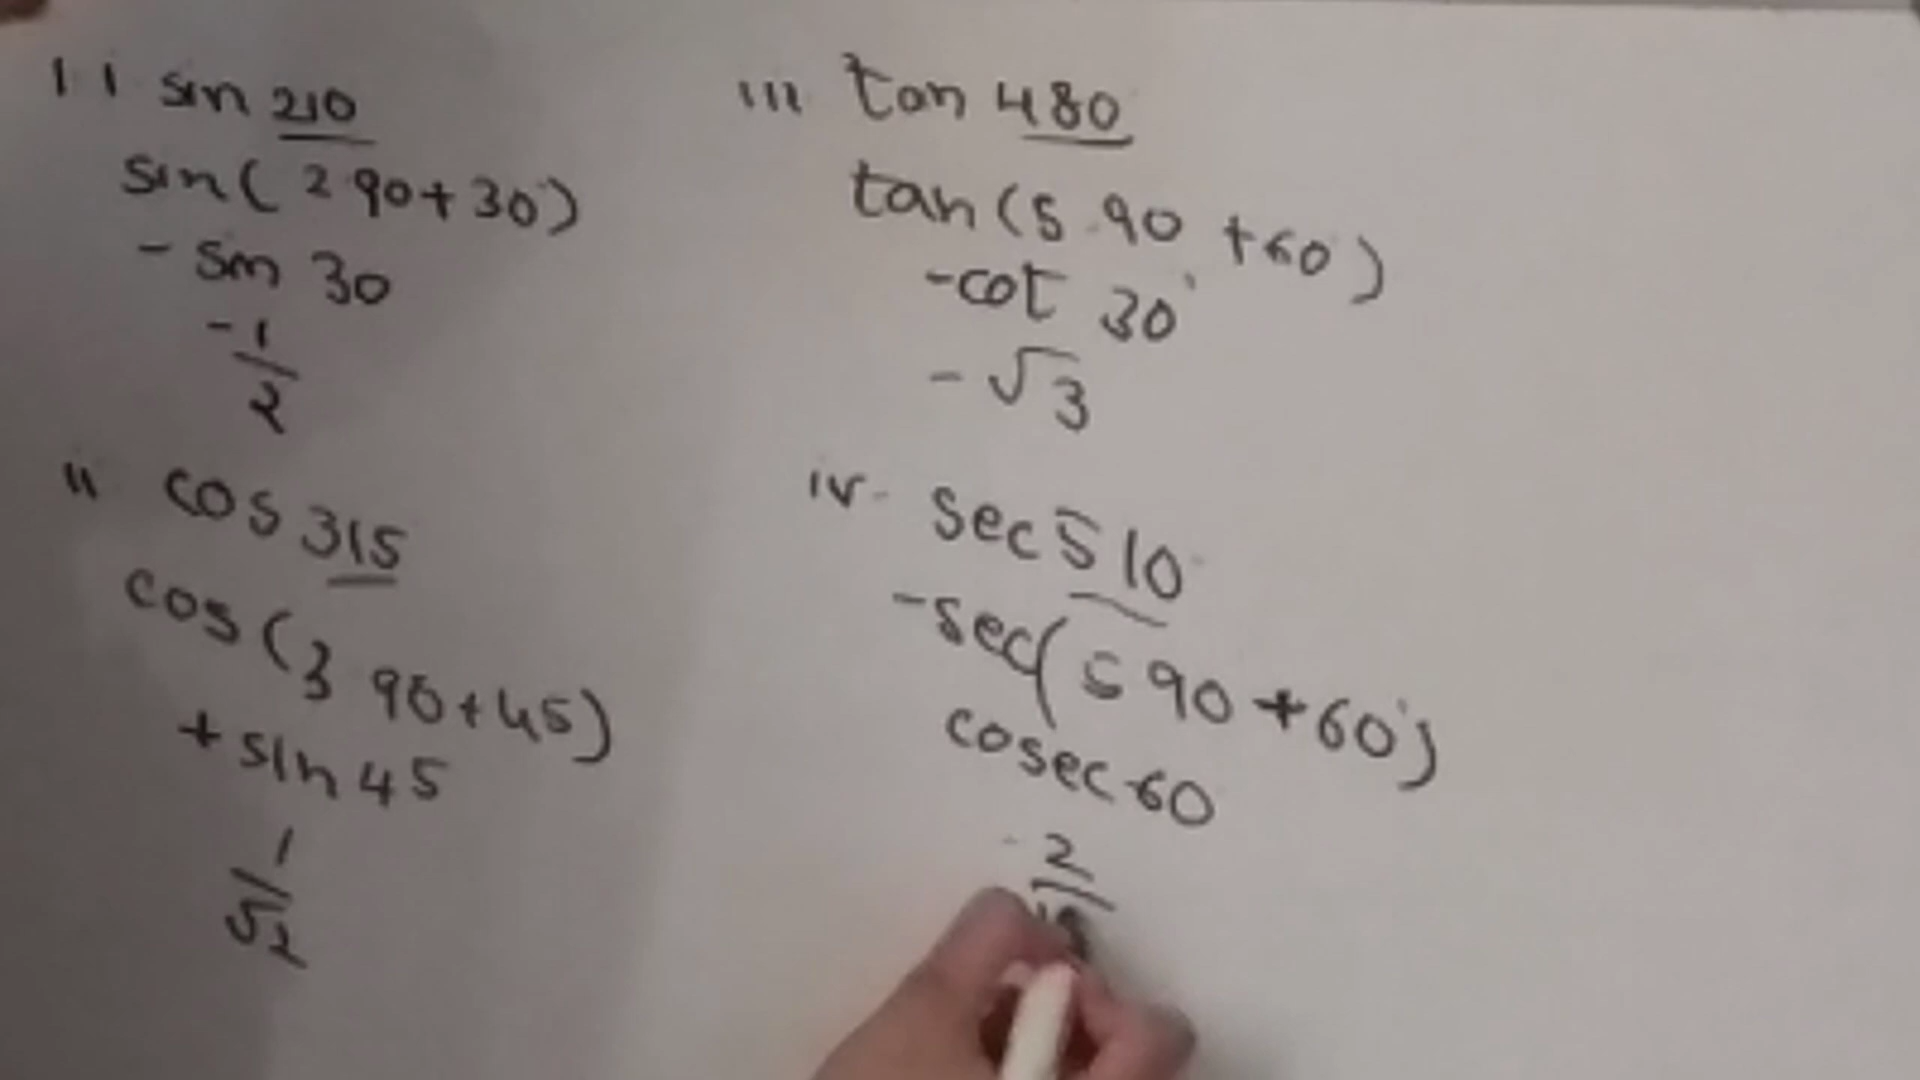 1 i sin 210
sin( 2 90+30)
- sin 30
-1/2
ii cos 315
cos (3 90+45)
+ sin 45
1/√2
iii tan 480
tan (5 90 +60)
-cot 30
- √3
iv. sec 510
-sec(5 90 +60)
cosec 60
- 2